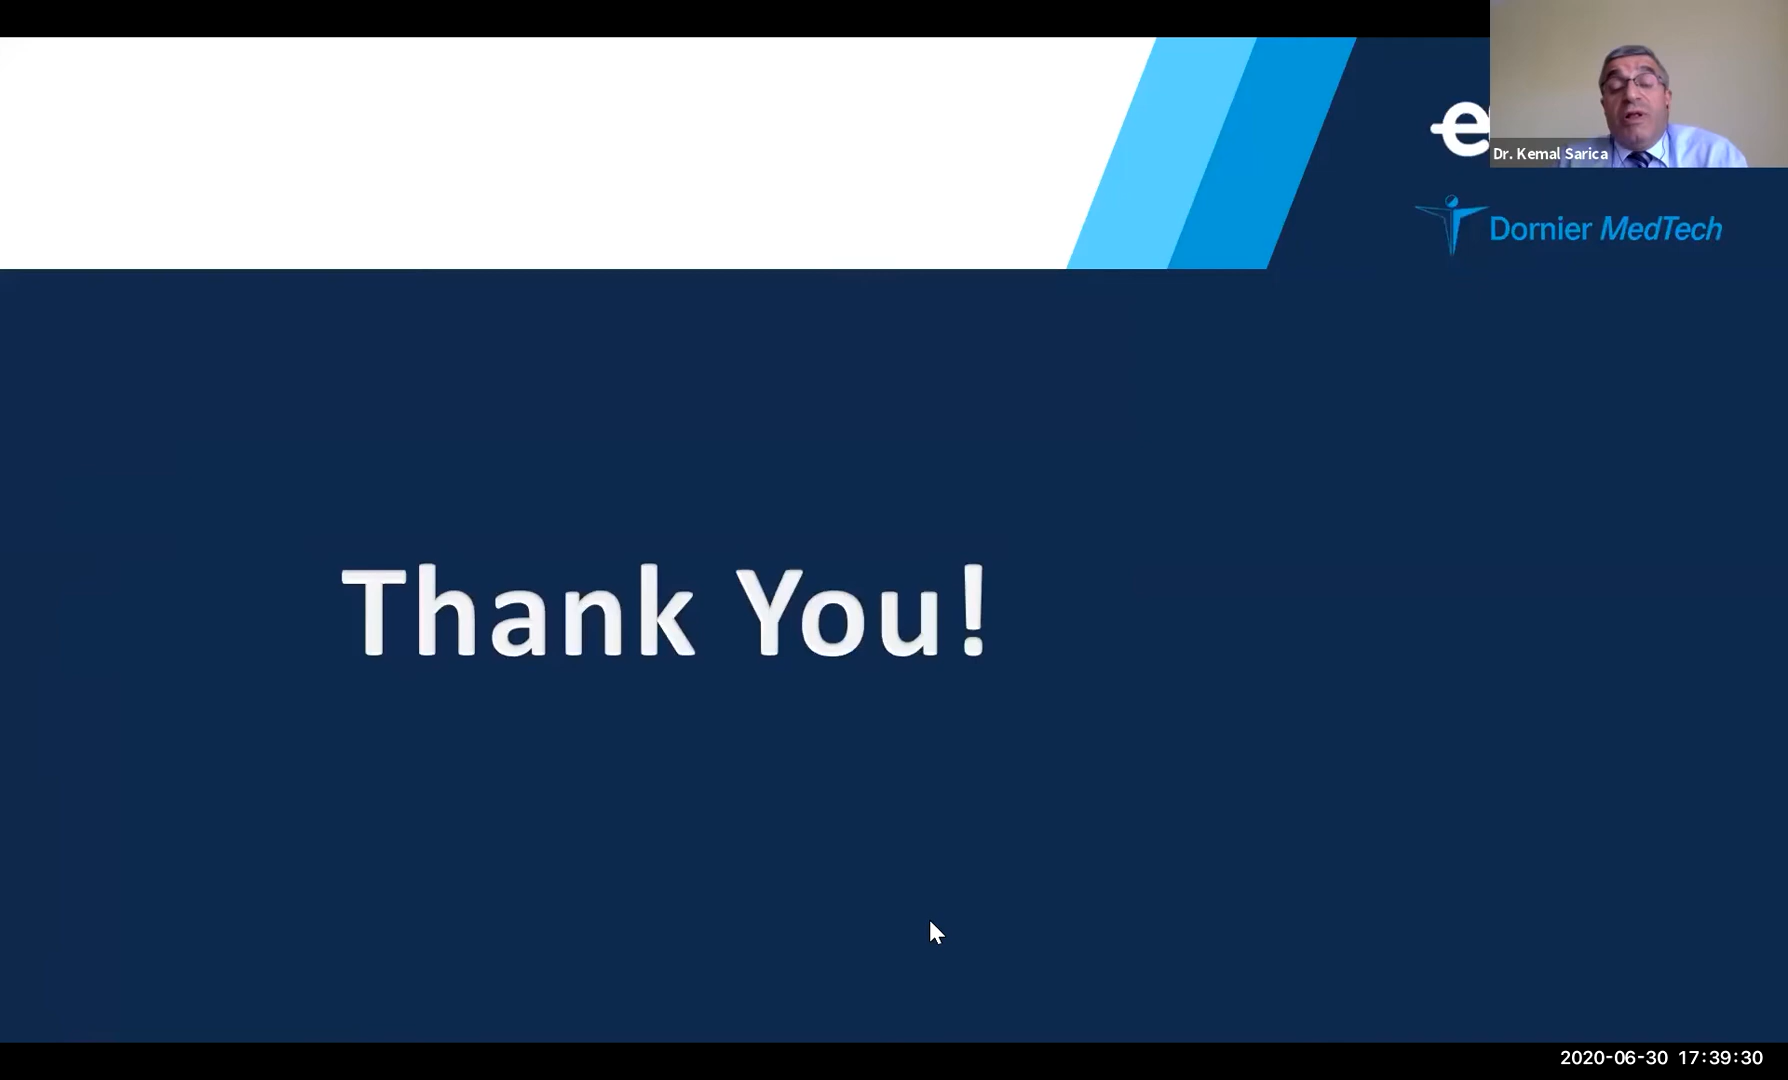 Dr. Kemal Sarica
Dornier MedTech
Thank You!
2020-06-30 17:39:30